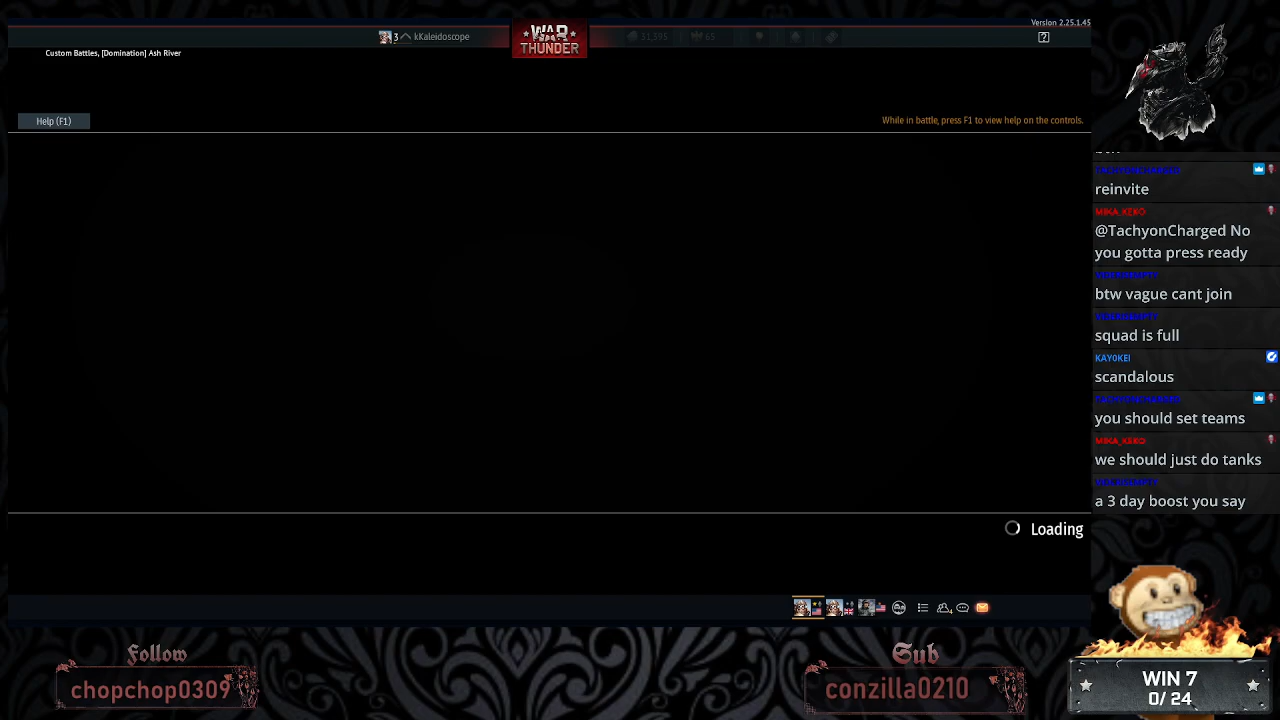 Version 2.25.1.45
3 kKaleidoscope
WAR THUNDER
31,395
65
Custom Battles, [Domination] Ash River
Help (F1)
While in battle, press F1 to view help on the controls.
Loading
reinvite
MIKA_KEKO
@TachyonCharged No
you gotta press ready
btw vague cant join
squad is full
KAYOKEI
scandalous
you should set teams
MIKA_KEKO
we should just do tanks
a 3 day boost you say
Follow
chopchop0309
Sub
conzilla0210
WIN 7
0/ 24